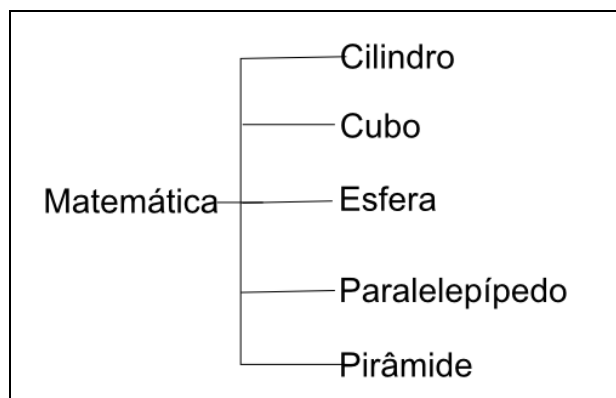 Cilindro
Cubo
Matemática
Esfera
Paralelepípedo
Pirâmide